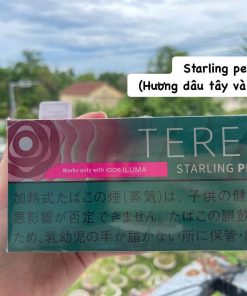 Starling pe
(Hương dâu tây và
TERE
Works only with IQOS ILUMA
STARLING P
加熱式たばこの煙(蒸気)は、子供の健
悪影響が否定できません。たばこの誤飲
ため、乳幼児の手が届かない所に保管・